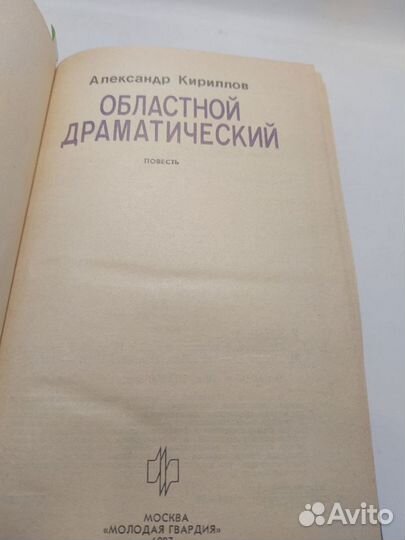 Александр Кириллов
ОБЛАСТНОЙ
ДРАМАТИЧЕСКИЙ
ПОВЕСТЬ
МОСКВА
«МОЛОДАЯ ГВАРДИЯ»
Avito